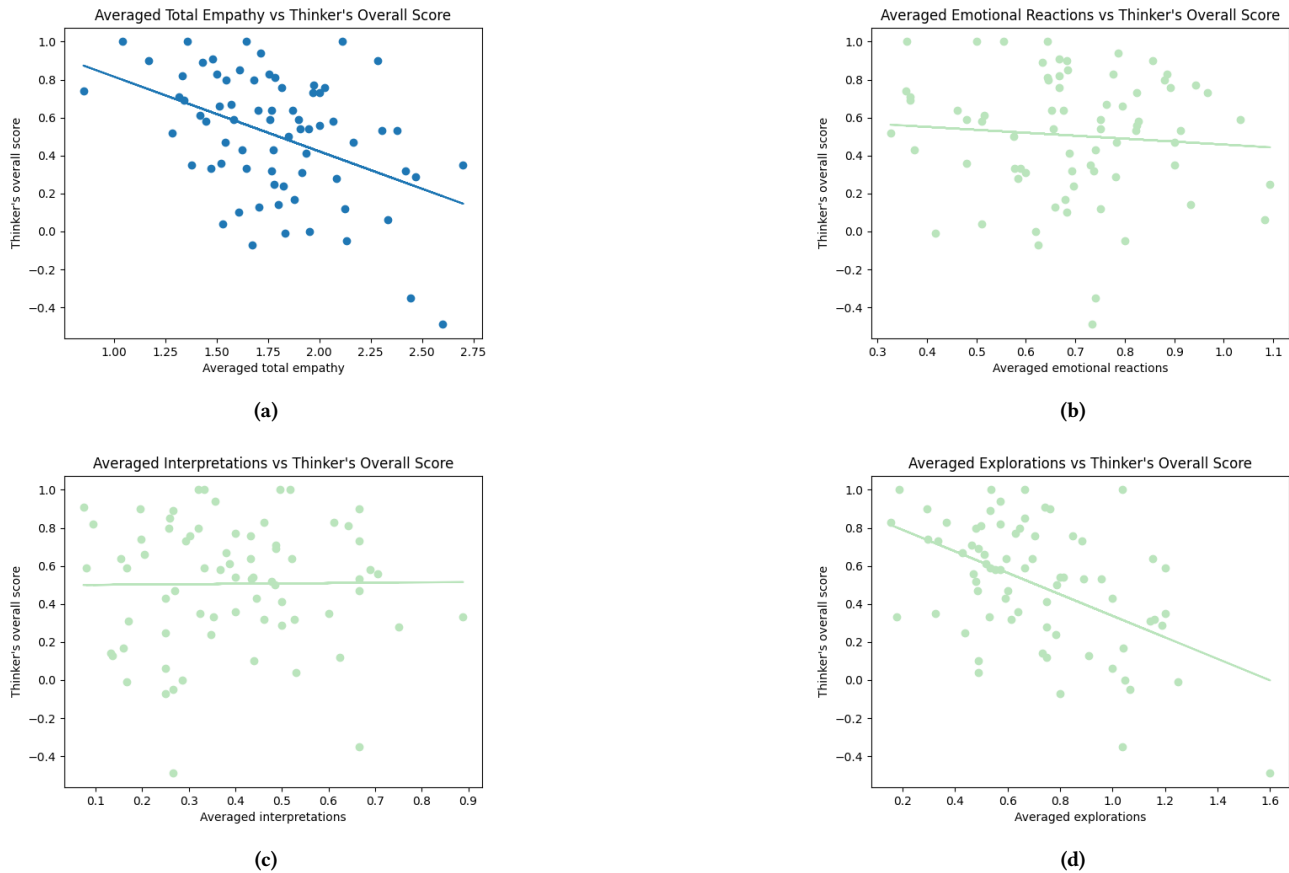 Averaged Total Empathy vs Thinker's Overall Score
1.0
0.8
0.6
0.4
0.2
0.0
−0.2
−0.4
Thinker's overall score
1.00 1.25 1.50 1.75 2.00 2.25 2.50 2.75
Averaged total empathy
(a)
Averaged Emotional Reactions vs Thinker's Overall Score
1.0
0.8
0.6
0.4
0.2
0.0
−0.2
−0.4
Thinker's overall score
0.3 0.4 0.5 0.6 0.7 0.8 0.9 1.0 1.1
Averaged emotional reactions
(b)
Averaged Interpretations vs Thinker's Overall Score
1.0
0.8
0.6
0.4
0.2
0.0
−0.2
−0.4
Thinker's overall score
0.1 0.2 0.3 0.4 0.5 0.6 0.7 0.8 0.9
Averaged interpretations
(c)
Averaged Explorations vs Thinker's Overall Score
1.0
0.8
0.6
0.4
0.2
0.0
−0.2
−0.4
Thinker's overall score
0.2 0.4 0.6 0.8 1.0 1.2 1.4 1.6
Averaged explorations
(d)